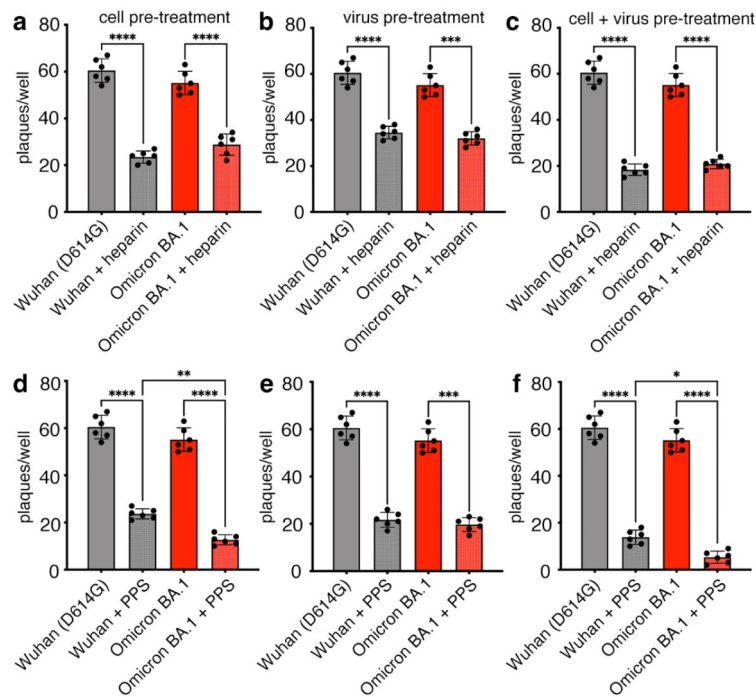 a cell pre-treatment
**** ****
plaques/well
80
60
40
20
0
Wuhan (D614G)
Wuhan + heparin
Omicron BA.1
Omicron BA.1 + heparin
b virus pre-treatment
**** ***
plaques/well
80
60
40
20
0
Wuhan (D614G)
Wuhan + heparin
Omicron BA.1
Omicron BA.1 + heparin
c cell + virus pre-treatment
**** ****
plaques/well
80
60
40
20
0
Wuhan (D614G)
Wuhan + heparin
Omicron BA.1
Omicron BA.1 + heparin
d
**
**** ****
plaques/well
80
60
40
20
0
Wuhan (D614G)
Wuhan + PPS
Omicron BA.1
Omicron BA.1 + PPS
e
**** ***
plaques/well
80
60
40
20
0
Wuhan (D614G)
Wuhan + PPS
Omicron BA.1
Omicron BA.1 + PPS
f
*
**** ****
plaques/well
80
60
40
20
0
Wuhan (D614G)
Wuhan + PPS
Omicron BA.1
Omicron BA.1 + PPS